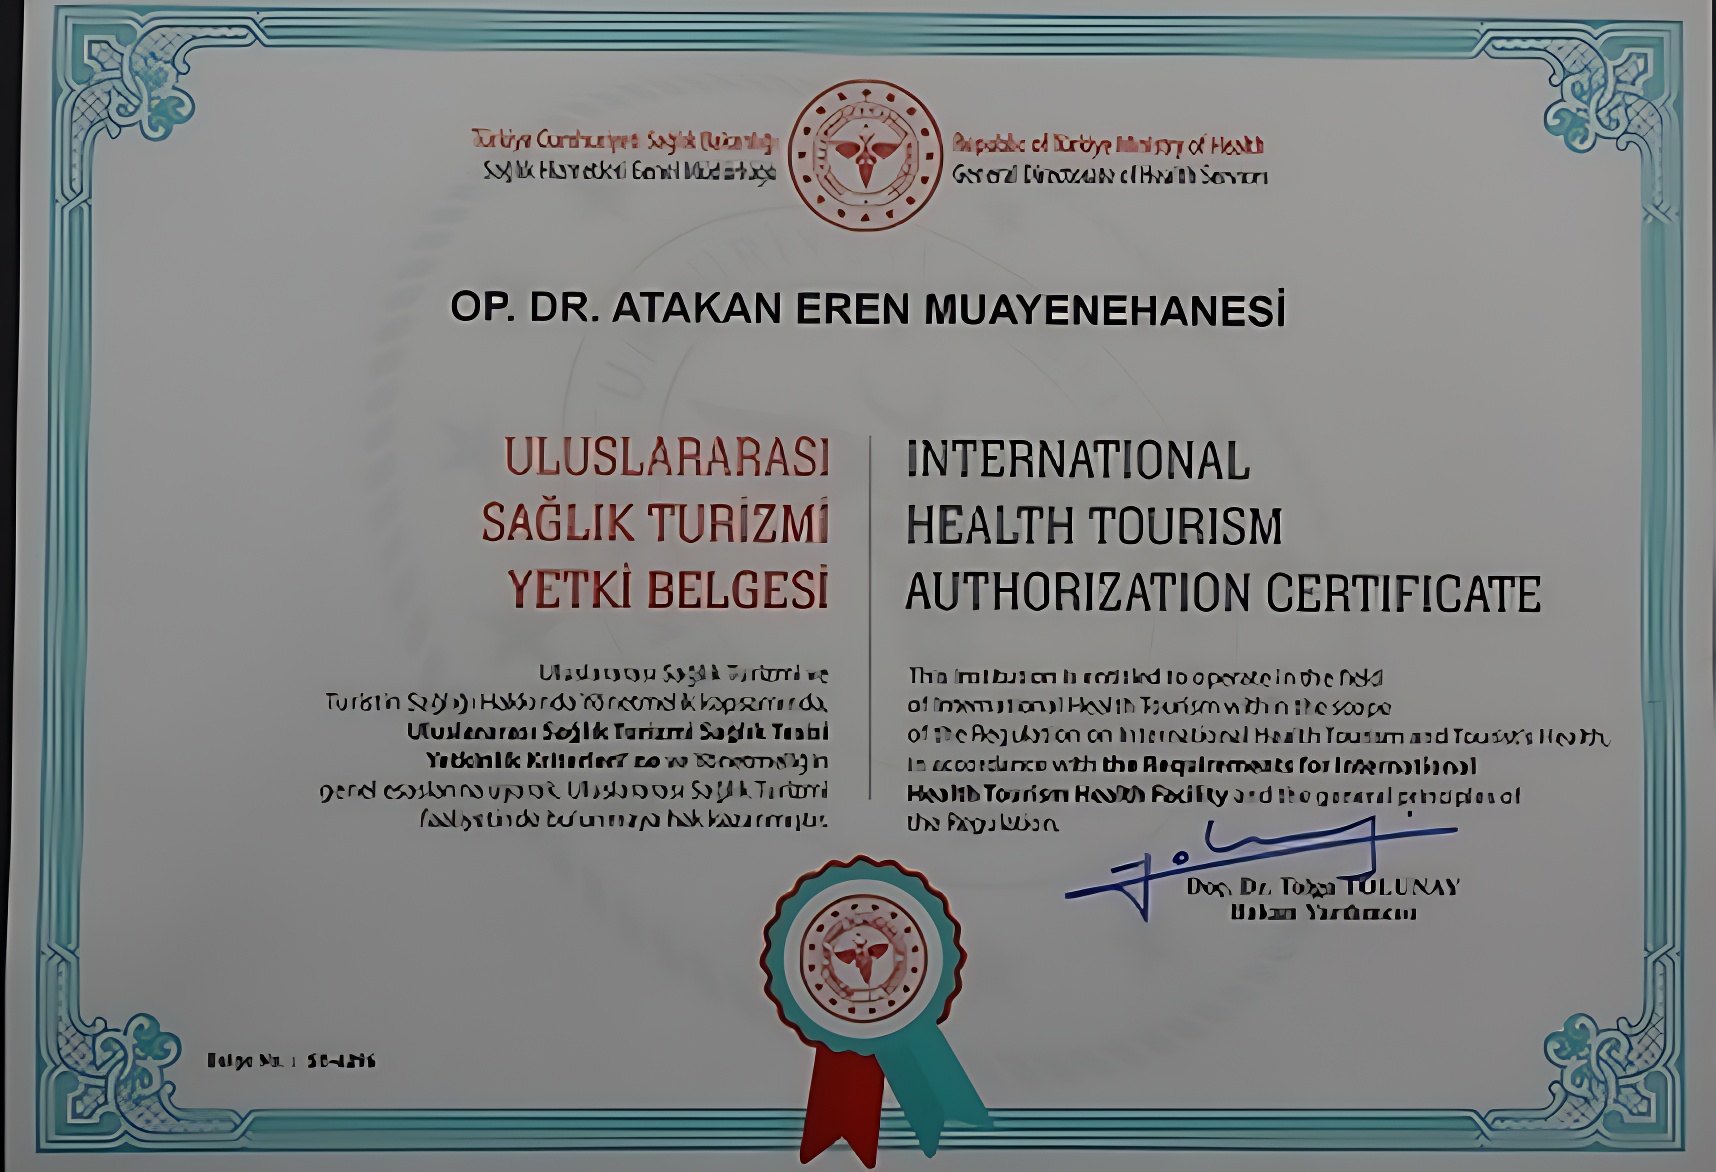 Türkiye Cumhuriyeti Sağlık Bakanlığı
Sağlık Hizmetleri Genel Müdürlüğü
Republic of Türkiye Ministry of Health
General Directorate of Health Services
OP. DR. ATAKAN EREN MUAYENEHANESİ
ULUSLARARASI
SAĞLIK TURİZMİ
YETKİ BELGESİ
Uluslararası Sağlık Turizmi ve
Turistin Sağlığı Hakkında Yönetmelik kapsamında,
Uluslararası Sağlık Turizmi Sağlık Tesisi
Yetkinlik Kriterleri'ne ve Yönetmeliğin
genel esaslarına uyarak Uluslararası Sağlık Turizmi
faaliyetinde bulunmaya hak kazanmıştır.
INTERNATIONAL
HEALTH TOURISM
AUTHORIZATION CERTIFICATE
This institution is entitled to operate in the field
of International Health Tourism within the scope
of the Regulation on International Health Tourism and Tourist's Health,
in accordance with the Requirements for International
Health Tourism Health Facility and the general principles of
the Regulation.
Doç. Dr. Tolga TOLUNAY
Bakan Yardımcısı
Belge No. :